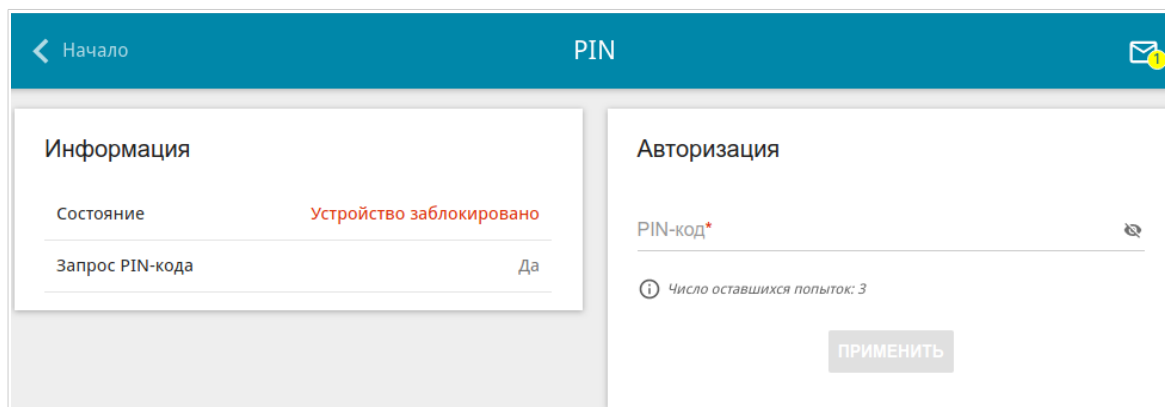 Начало
PIN
1
Информация
Состояние Устройство заблокировано
Запрос PIN-кода Да
Авторизация
PIN-код*
Число оставшихся попыток: 3
ПРИМЕНИТЬ